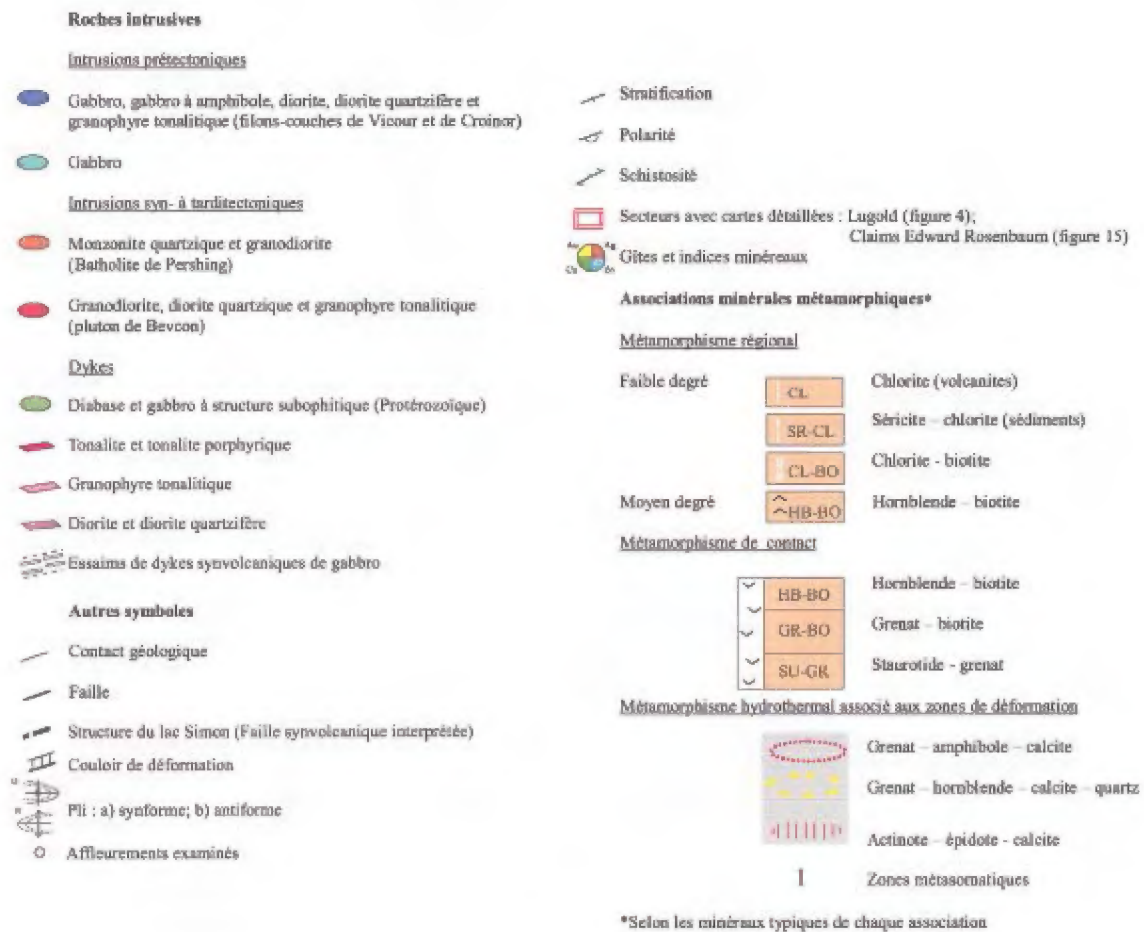 Roches intrusives
Intrusions prétectoniques
Gabbro, gabbro à amphibole, diorite, diorite quartzifère et
granophyre tonalitique (filons-couches de Vicour et de Croinor)
Gabbro
Intrusions syn- à tarditectoniques
Monzonite quartzique et granodiorite
(Batholite de Pershing)
Granodiorite, diorite quartzique et granophyre tonalitique
(pluton de Bevcon)
Dykes
Diabase et gabbro à structure subophitique (Protérozoïque)
Tonalite et tonalite porphyrique
Granophyre tonalitique
Diorite et diorite quartzifère
Essaims de dykes synvolcaniques de gabbro
Autres symboles
Contact géologique
Faille
Structure du lac Simon (Faille synvolcanique interprétée)
Couloir de déformation
Pli : a) synforme; b) antiforme
Affleurements examinés
Stratification
Polarité
Schistosité
Secteurs avec cartes détaillées : Lugold (figure 4);
Claims Edward Rosenbaum (figure 15)
Gîtes et indices minéreaux
Associations minérales métamorphiques*
Métamorphisme régional
Faible degré CL Chlorite (volcanites)
SR-CL Séricite – chlorite (sédiments)
CL-BO Chlorite - biotite
Moyen degré HB-BO Hornblende – biotite
Métamorphisme de contact
HB-BO Hornblende – biotite
GR-BO Grenat – biotite
SU-GR Staurotide - grenat
Métamorphisme hydrothermal associé aux zones de déformation
Grenat – amphibole – calcite
Grenat – hornblende – calcite – quartz
Actinote – épidote - calcite
Zones métasomatiques
*Selon les minéraux typiques de chaque association